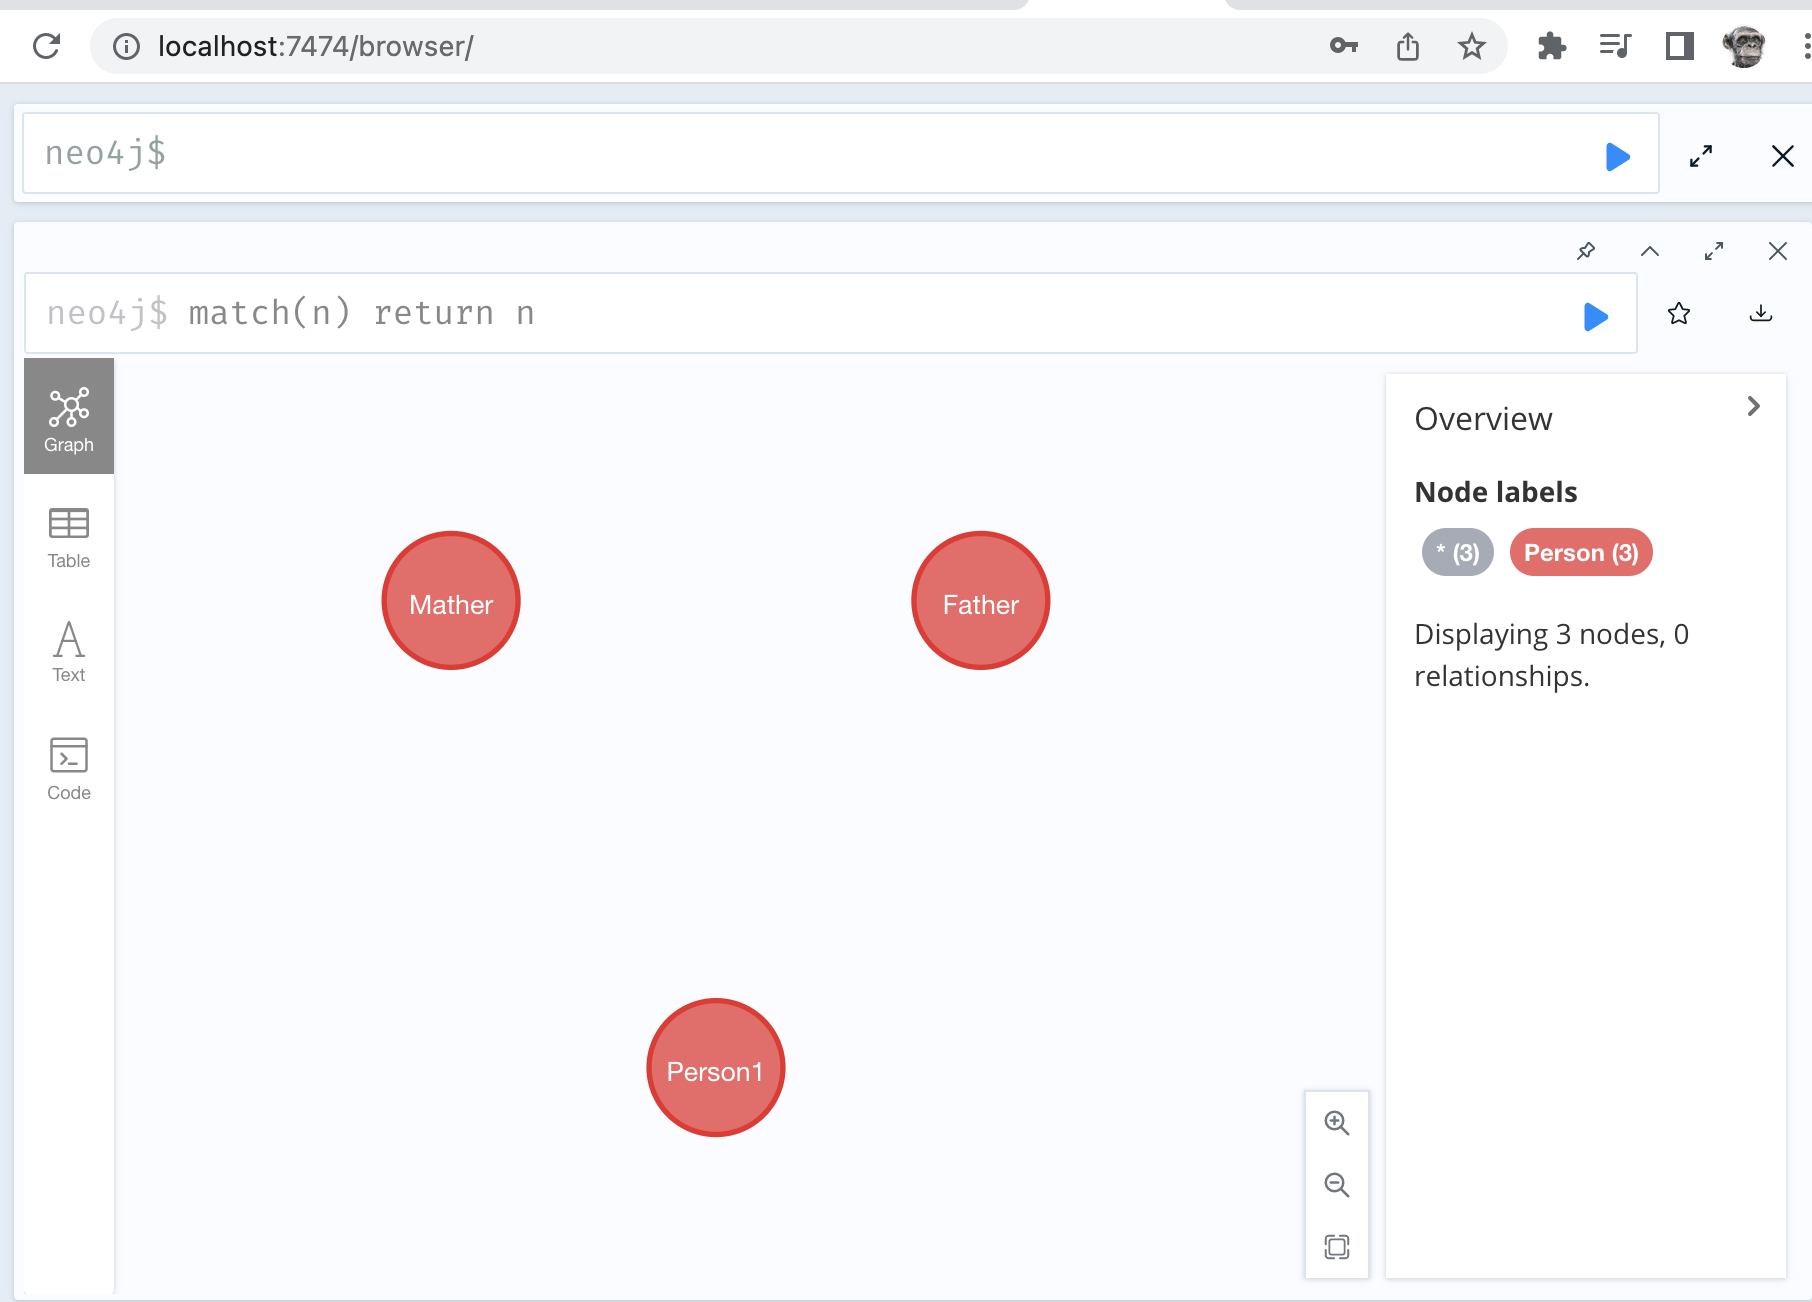 localhost:7474/browser/
neo4j$
neo4j$ match(n) return n
Graph
Table
Text
Code
Mather
Father
Person1
Overview
Node labels
* (3) Person (3)
Displaying 3 nodes, 0
relationships.